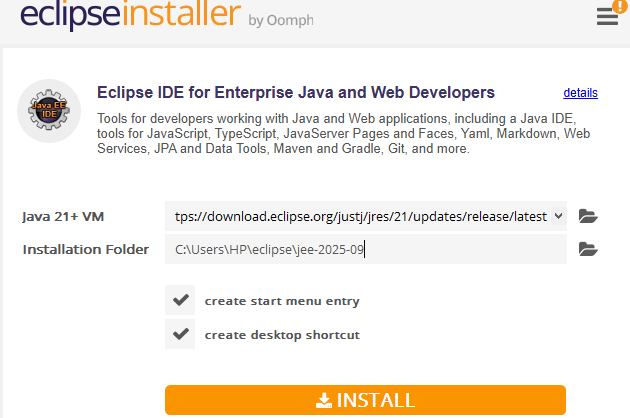 eclipseinstaller by Oomph
!
Java EE
IDE
Eclipse IDE for Enterprise Java and Web Developers details
Tools for developers working with Java and Web applications, including a Java IDE,
tools for JavaScript, TypeScript, JavaServer Pages and Faces, Yaml, Markdown, Web
Services, JPA and Data Tools, Maven and Gradle, Git, and more.
Java 21+ VM tps://download.eclipse.org/justj/jres/21/updates/release/latest
Installation Folder C:\Users\HP\eclipse\jee-2025-09
create start menu entry
create desktop shortcut
INSTALL